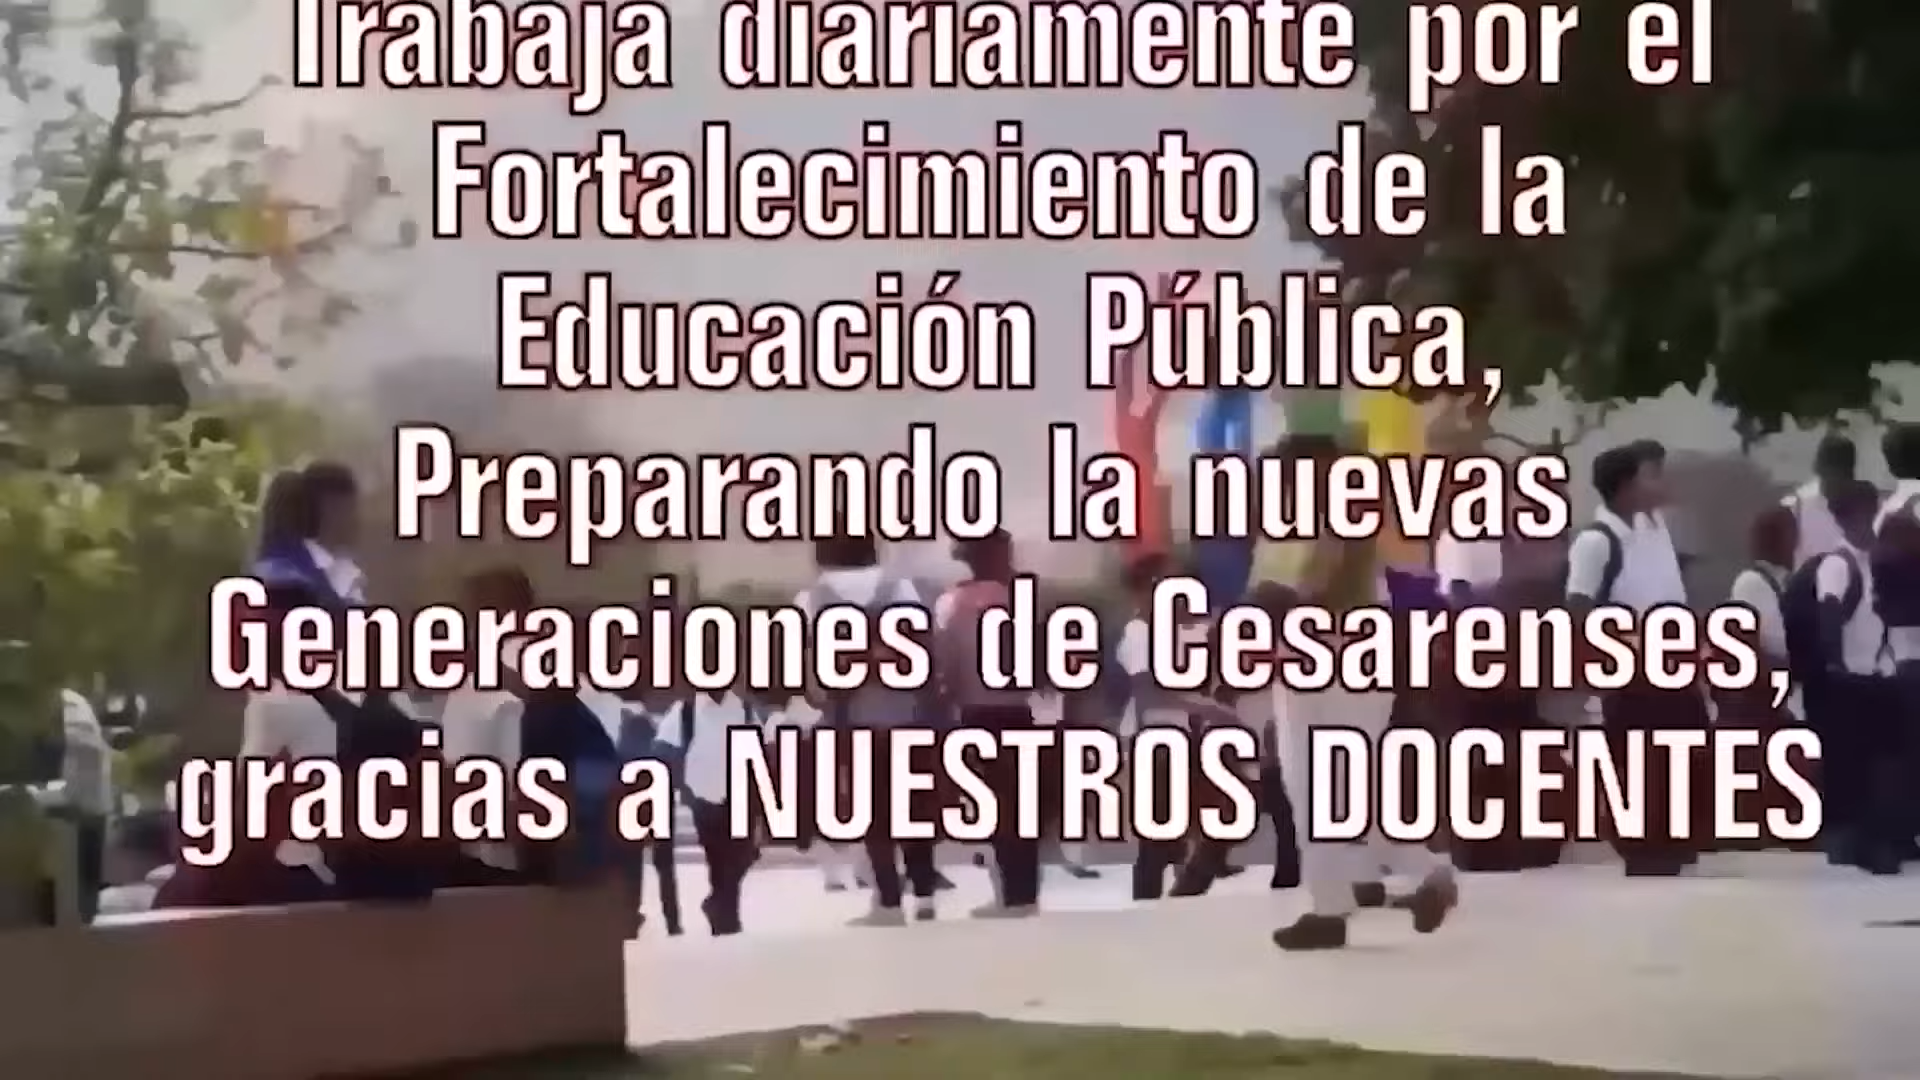 Trabaja diariamente por el
Fortalecimiento de la
Educación Pública,
Preparando la nuevas
Generaciones de Cesarenses,
gracias a NUESTROS DOCENTES